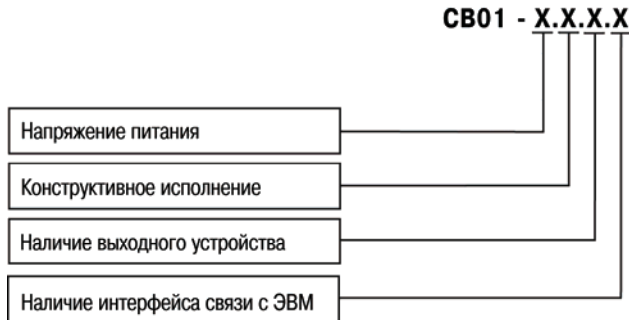 СВ01 - Х.Х.Х.Х
Напряжение питания
Конструктивное исполнение
Наличие выходного устройства
Наличие интерфейса связи с ЭВМ